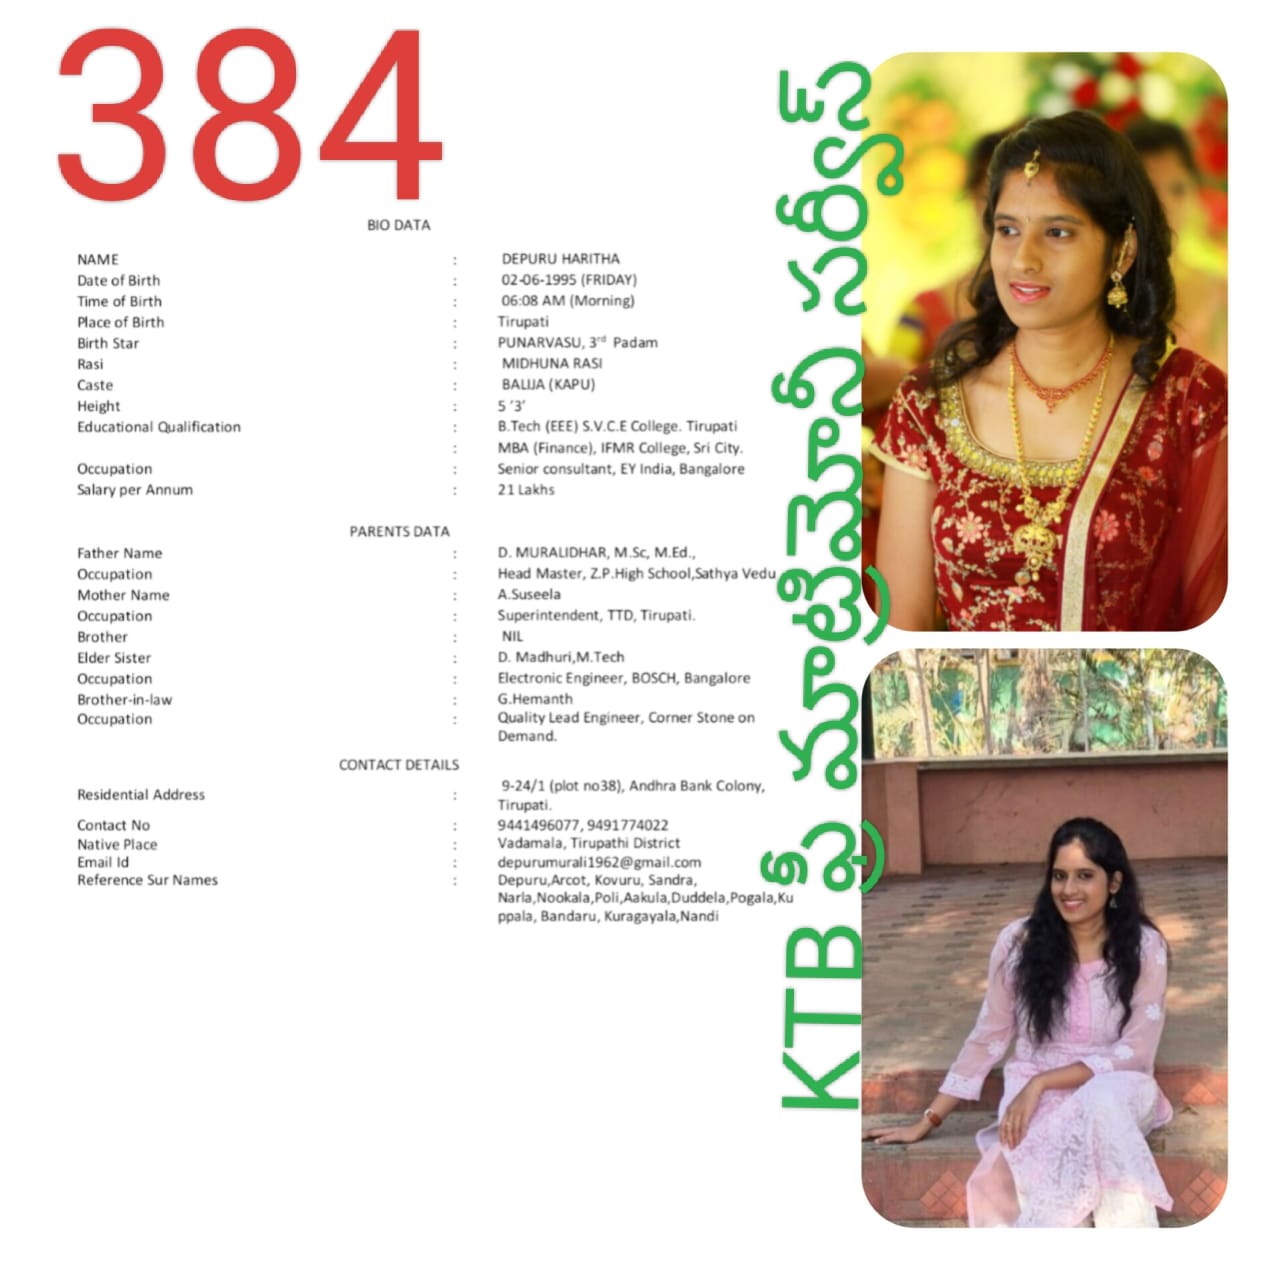 384
BIO DATA
NAME : DEPURU HARITHA
Date of Birth : 02-06-1995 (FRIDAY)
Time of Birth : 06:08 AM (Morning)
Place of Birth : Tirupati
Birth Star : PUNARVASU, 3rd Padam
Rasi : MIDHUNA RASI
Caste : BALIJA (KAPU)
Height : 5 '3'
Educational Qualification : B.Tech (EEE) S.V.C.E College. Tirupati
: MBA (Finance), IFMR College, Sri City.
Occupation : Senior consultant, EY India, Bangalore
Salary per Annum : 21 Lakhs
PARENTS DATA
Father Name : D. MURALIDHAR, M.Sc, M.Ed.,
Occupation : Head Master, Z.P.High School,Sathya Vedu
Mother Name : A.Suseela
Occupation : Superintendent, TTD, Tirupati.
Brother : NIL
Elder Sister : D. Madhuri,M.Tech
Occupation : Electronic Engineer, BOSCH, Bangalore
Brother-in-law : G.Hemanth
Occupation : Quality Lead Engineer, Corner Stone on
Demand.
CONTACT DETAILS
Residential Address : 9-24/1 (plot no38), Andhra Bank Colony,
Tirupati.
Contact No : 9441496077, 9491774022
Native Place : Vadamala, Tirupathi District
Email Id : depurumurali1962@gmail.com
Reference Sur Names : Depuru,Arcot, Kovuru, Sandra,
Narla,Nookala,Poli,Aakula,Duddela,Pogala,Ku
ppala, Bandaru, Kuragayala,Nandi
KTB ఫ్రీ మాట్రిమోనీ సర్వీస్